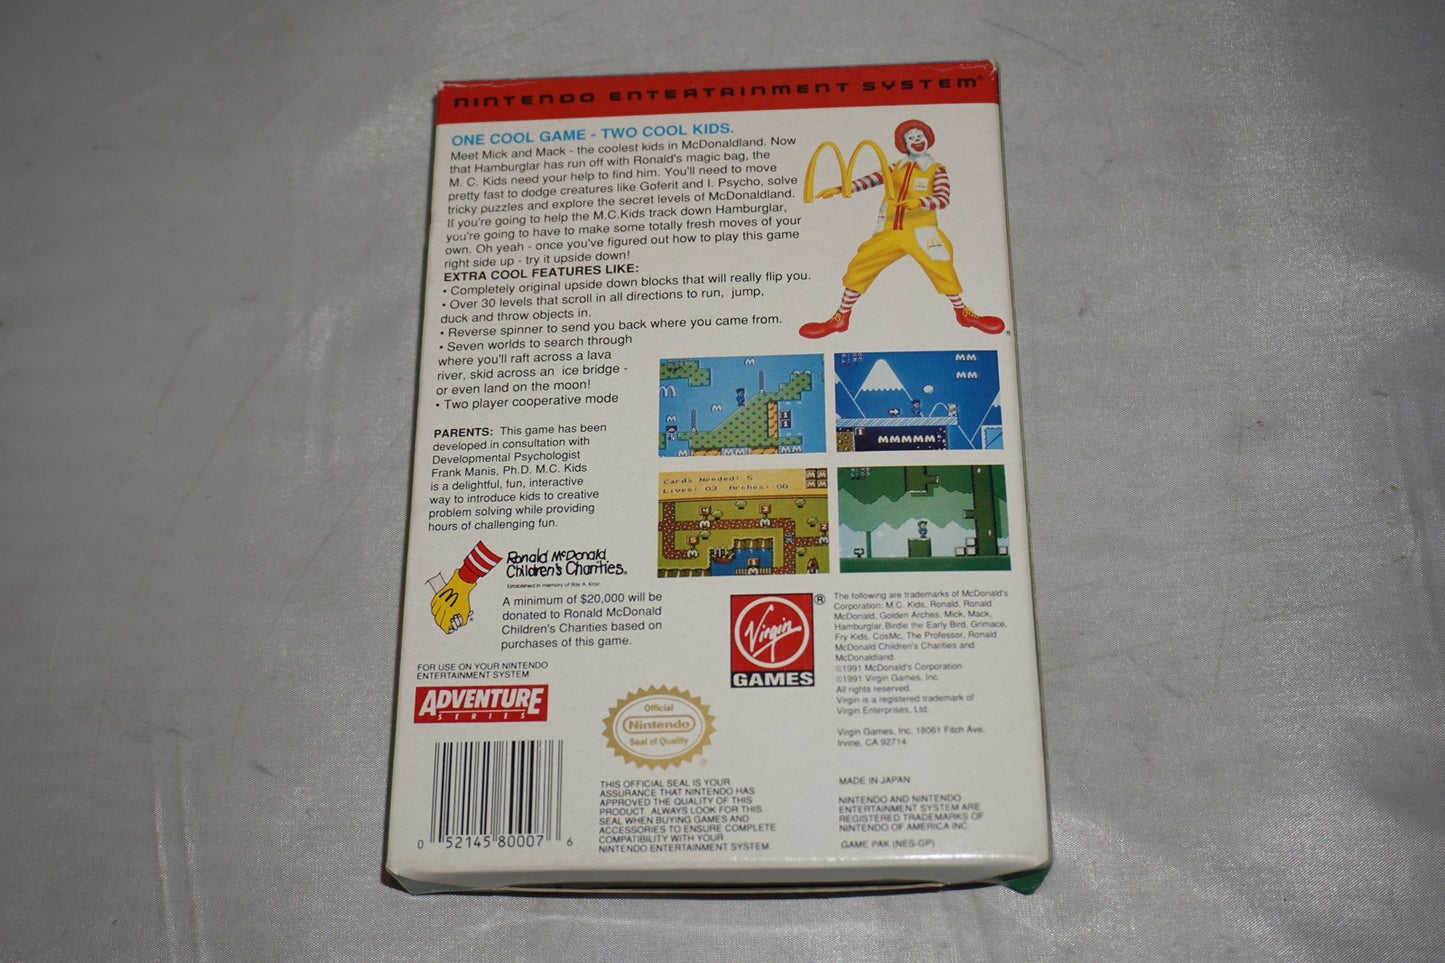 NINTENDO ENTERTAINMENT SYSTEM®
ONE COOL GAME - TWO COOL KIDS.
Meet Mick and Mack - the coolest kids in McDonaldland. Now
that Hamburglar has run off with Ronald's magic bag, the
M. C. Kids need your help to find him. You'll need to move
pretty fast to dodge creatures like Goferit and I. Psycho, solve
tricky puzzles and explore the secret levels of McDonaldland.
If you're going to help the M.C.Kids track down Hamburglar,
you're going to have to make some totally fresh moves of your
own. Oh yeah - once you've figured out how to play this game
right side up - try it upside down!
EXTRA COOL FEATURES LIKE:
• Completely original upside down blocks that will really flip you.
• Over 30 levels that scroll in all directions to run, jump,
duck and throw objects in.
• Reverse spinner to send you back where you came from.
• Seven worlds to search through
where you'll raft across a lava
river, skid across an ice bridge -
or even land on the moon!
• Two player cooperative mode
PARENTS: This game has been
developed in consultation with
Developmental Psychologist
Frank Manis, Ph.D. M.C. Kids
is a delightful, fun, interactive
way to introduce kids to creative
problem solving while providing
hours of challenging fun.
MM
MM
MMMMM
Cards Needed: 5
Lives: 03 Arches: 00
Ronald McDonald
Children's Charities®
Established in memory of Ray A. Kroc
A minimum of $20,000 will be
donated to Ronald McDonald
Children's Charities based on
purchases of this game.
FOR USE ON YOUR NINTENDO
ENTERTAINMENT SYSTEM
ADVENTURE
SERIES
0 52145 80007 6
Official
Nintendo
Seal of Quality
®
THIS OFFICIAL SEAL IS YOUR
ASSURANCE THAT NINTENDO HAS
APPROVED THE QUALITY OF THIS
PRODUCT. ALWAYS LOOK FOR THIS
SEAL WHEN BUYING GAMES AND
ACCESSORIES TO ENSURE COMPLETE
COMPATIBILITY WITH YOUR
NINTENDO ENTERTAINMENT SYSTEM.
Virgin ®
GAMES
The following are trademarks of McDonald's
Corporation: M.C. Kids, Ronald, Ronald
McDonald, Golden Arches, Mick, Mack,
Hamburglar, Birdie the Early Bird, Grimace,
Fry Kids, CosMc, The Professor, Ronald
McDonald Children's Charities and
McDonaldland.
©1991 McDonald's Corporation
©1991 Virgin Games, Inc.
All rights reserved.
Virgin is a registered trademark of
Virgin Enterprises, Ltd.
Virgin Games, Inc. 18061 Fitch Ave.
Irvine, CA 92714
MADE IN JAPAN
NINTENDO AND NINTENDO
ENTERTAINMENT SYSTEM ARE
REGISTERED TRADEMARKS OF
NINTENDO OF AMERICA INC.
GAME PAK (NES-GP)